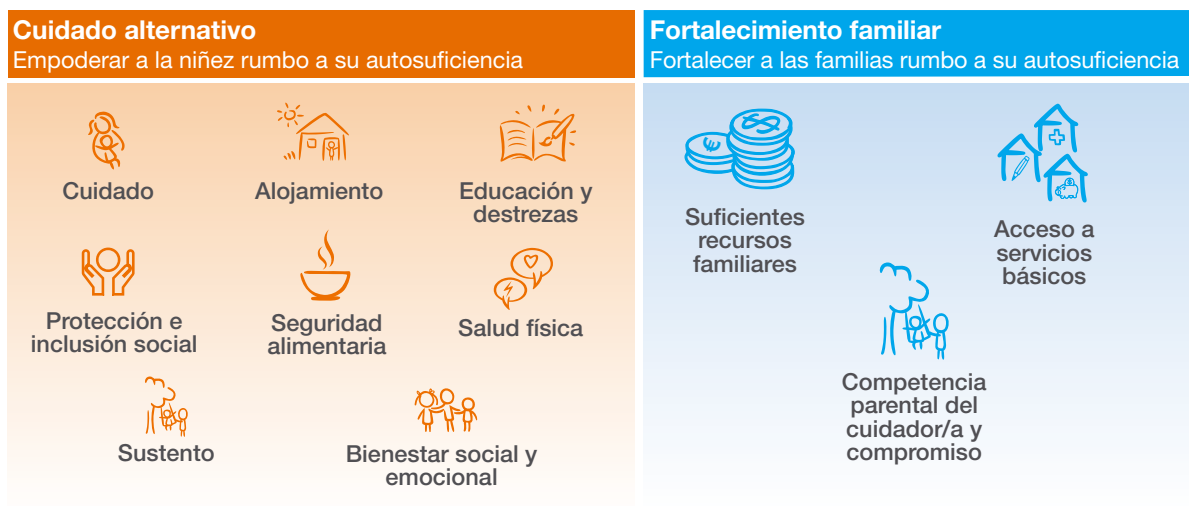 Cuidado alternativo
Empoderar a la niñez rumbo a su autosuficiencia
Cuidado
Alojamiento
Educación y
destrezas
Protección e
inclusión social
Seguridad
alimentaria
Salud física
Sustento
Bienestar social y
emocional
Fortalecimiento familiar
Fortalecer a las familias rumbo a su autosuficiencia
Suficientes
recursos
familiares
Acceso a
servicios
básicos
Competencia
parental del
cuidador/a y
compromiso